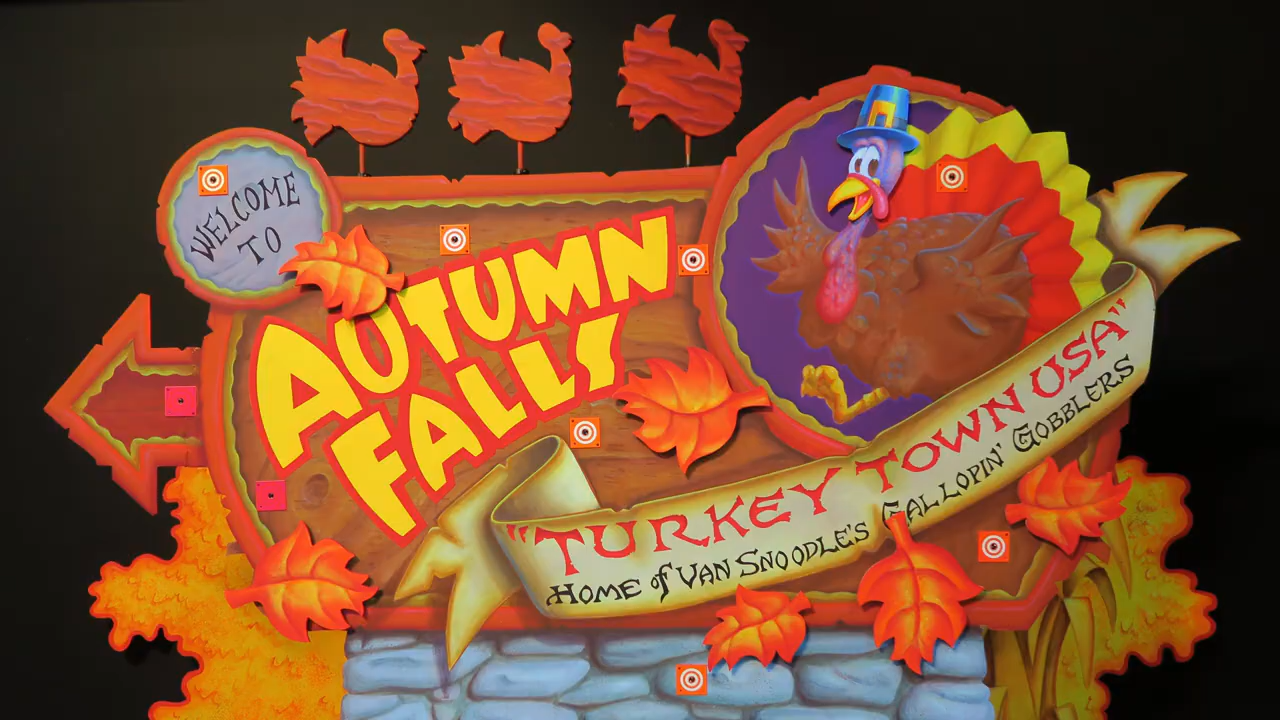 WELCOME
TO
AUTUMN
FALLS
"TURKEY TOWN USA"
HOME of VAN SNOODLE'S GALLOPIN' GOBBLERS